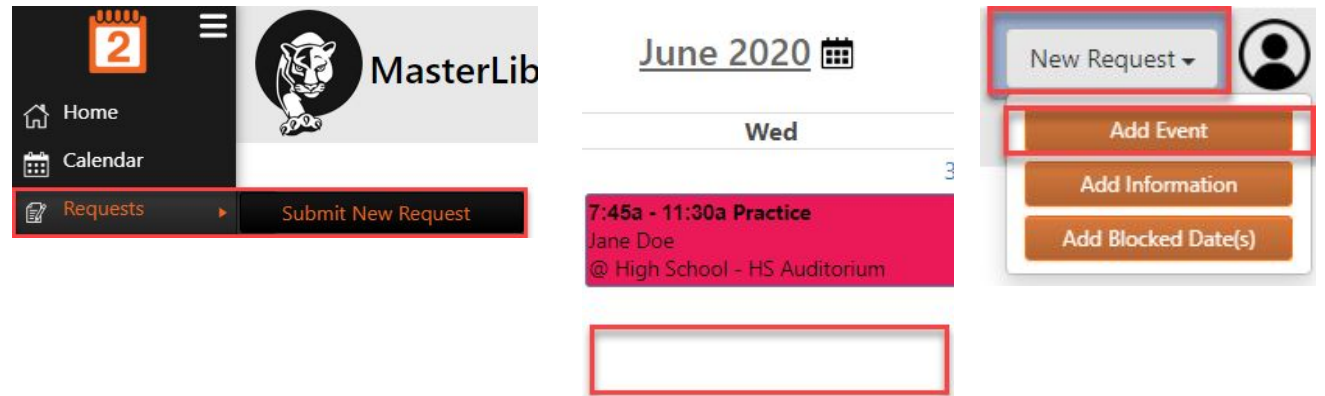 2
Home
Calendar
Requests
Submit New Request
MasterLib
June 2020
Wed
3
7:45a - 11:30a Practice
Jane Doe
@ High School - HS Auditorium
New Request
Add Event
Add Information
Add Blocked Date(s)